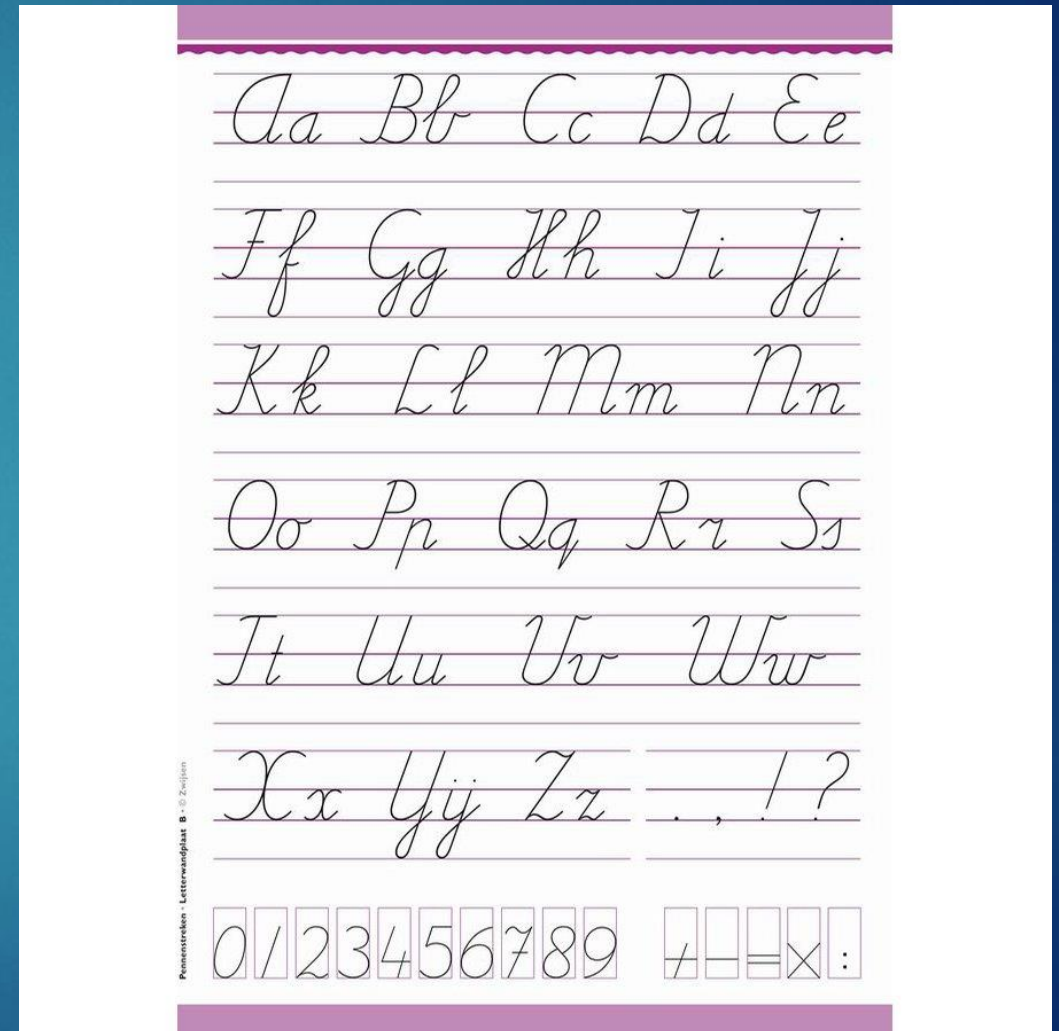 Aa Bb Cc Dd Ee
Ff Gg Hh Ii Jj
Kk Ll Mm Nn
Oo Pp Qq Rr Ss
Tt Uu Vv Ww
Xx Yij Zz . , ! ?
0 1 2 3 4 5 6 7 8 9 + - = × :
Pennenstreken • Letterwandplaat B • © Zwijsen